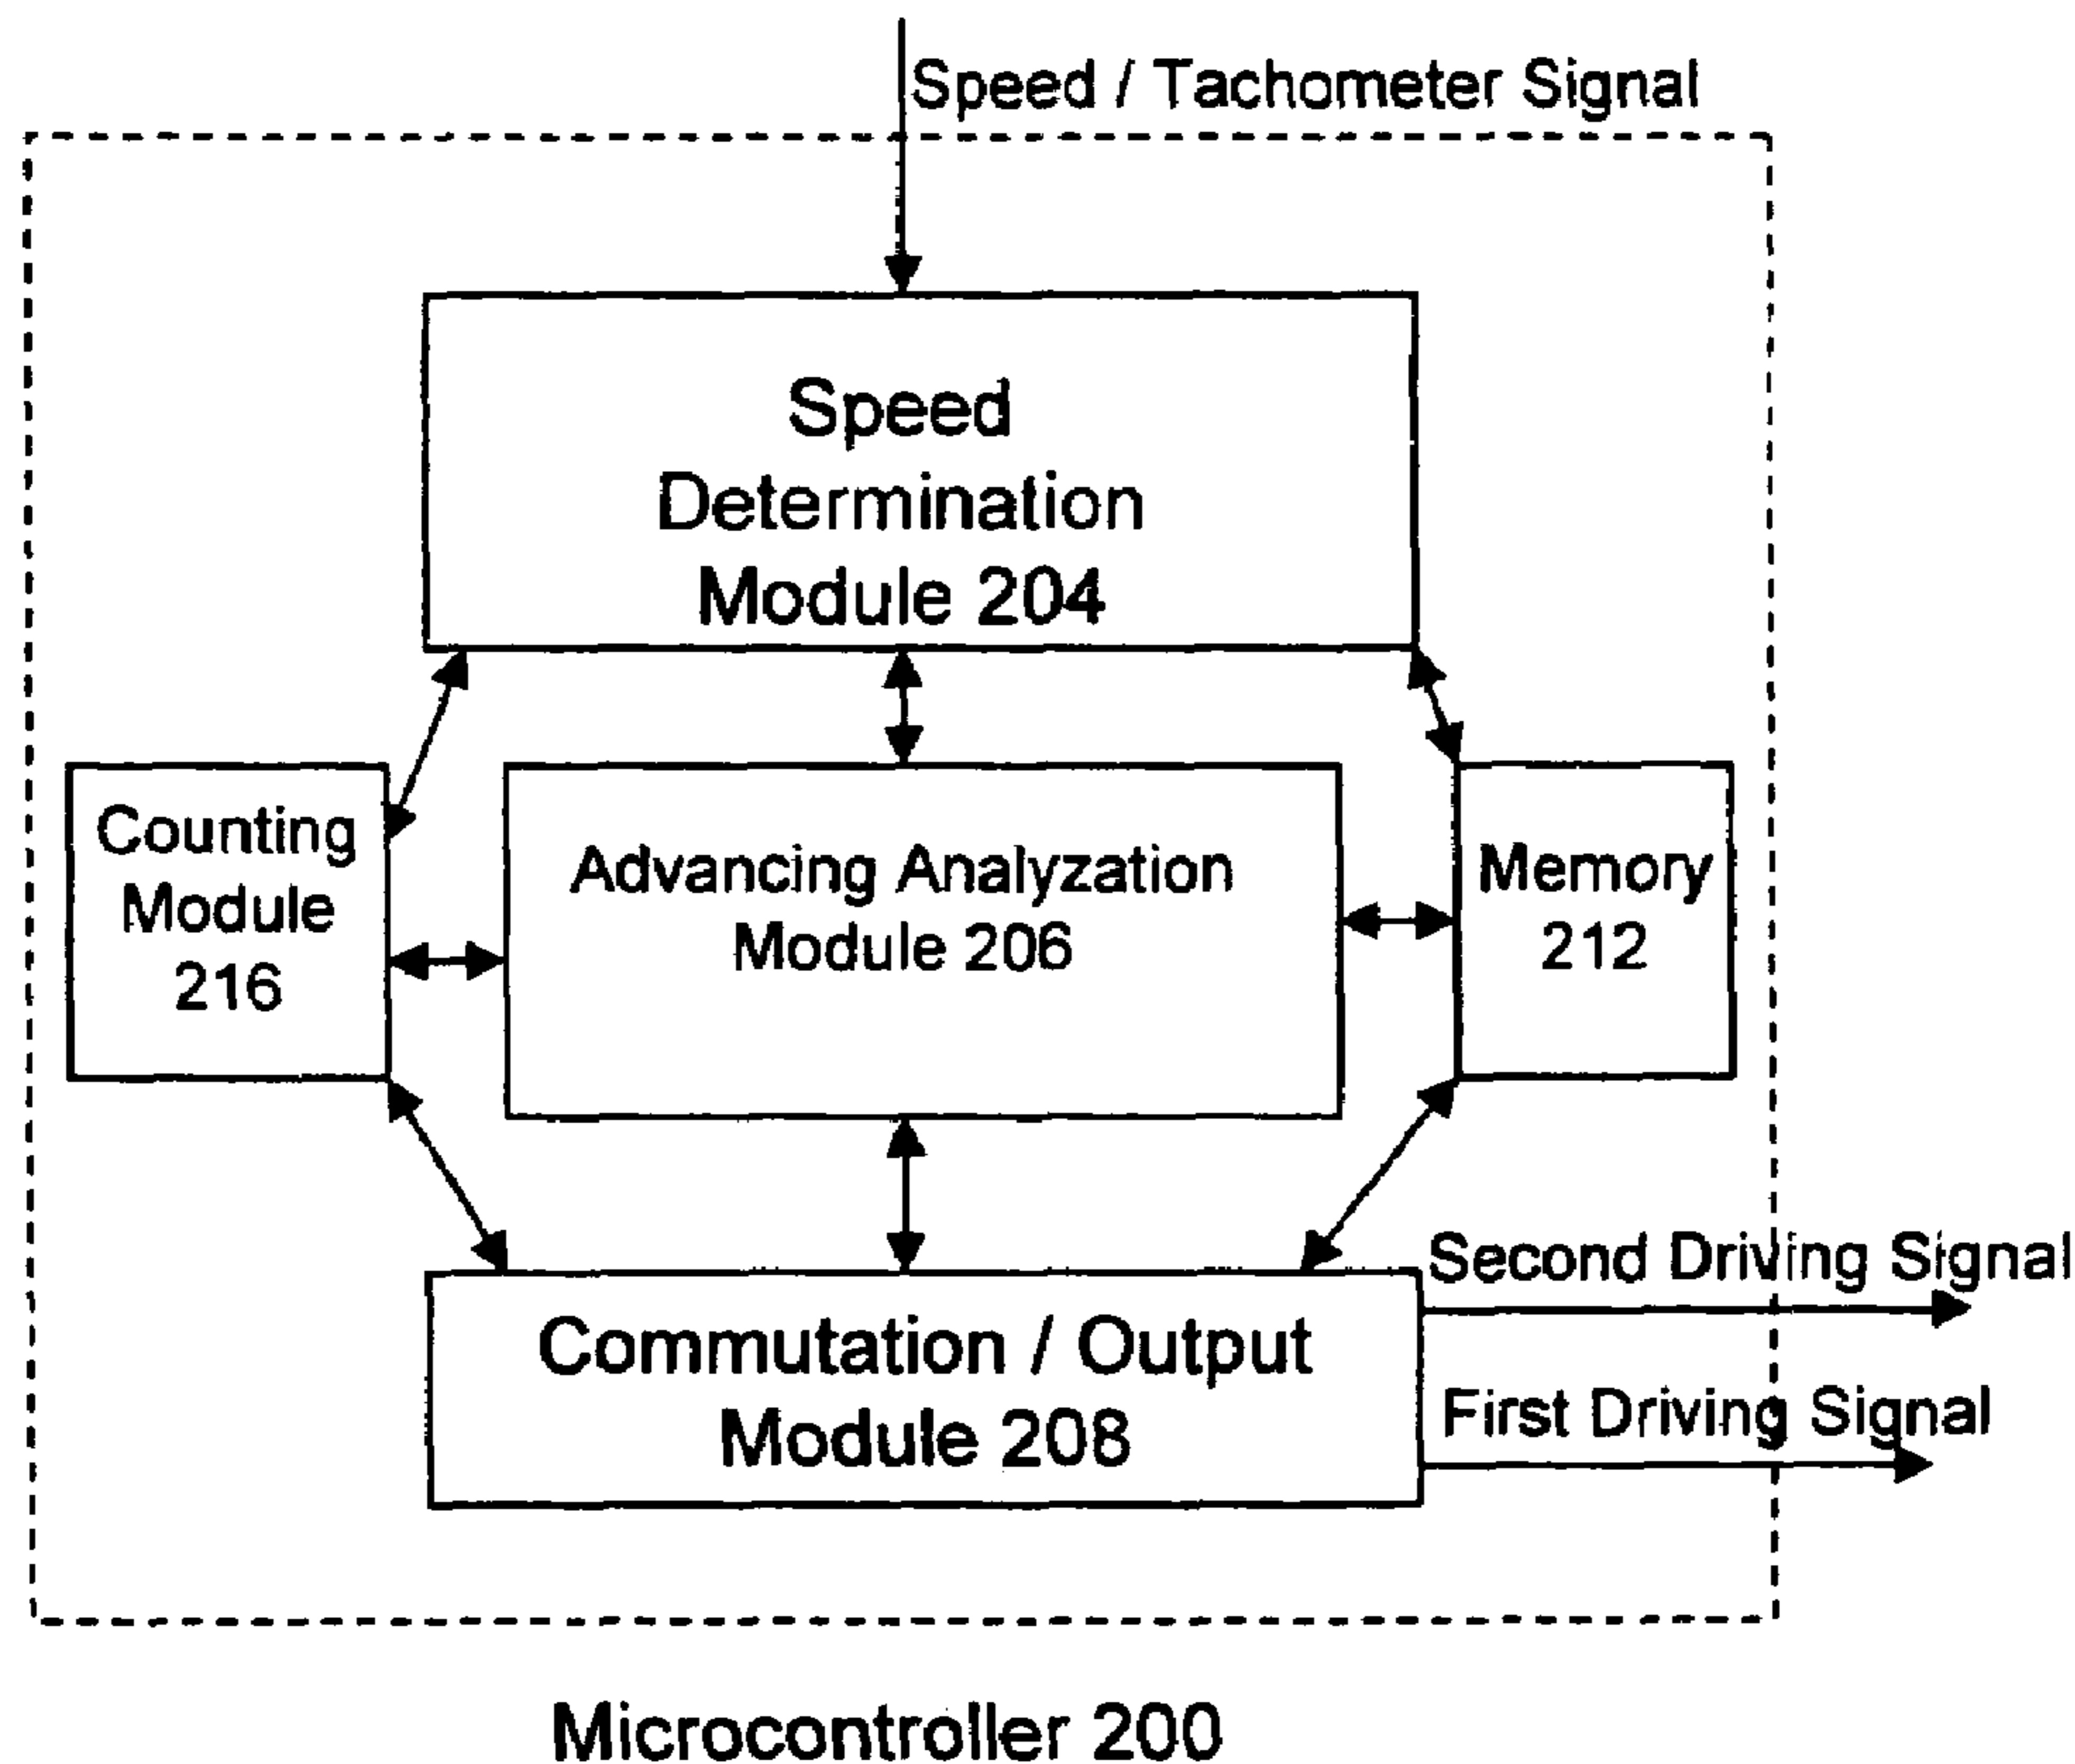 Speed / Tachometer Signal
Speed
Determination
Module 204
Counting
Module
216
Advancing Analyzation
Module 206
Memory
212
Second Driving Signal
Commutation / Output
Module 208
First Driving Signal
Microcontroller 200